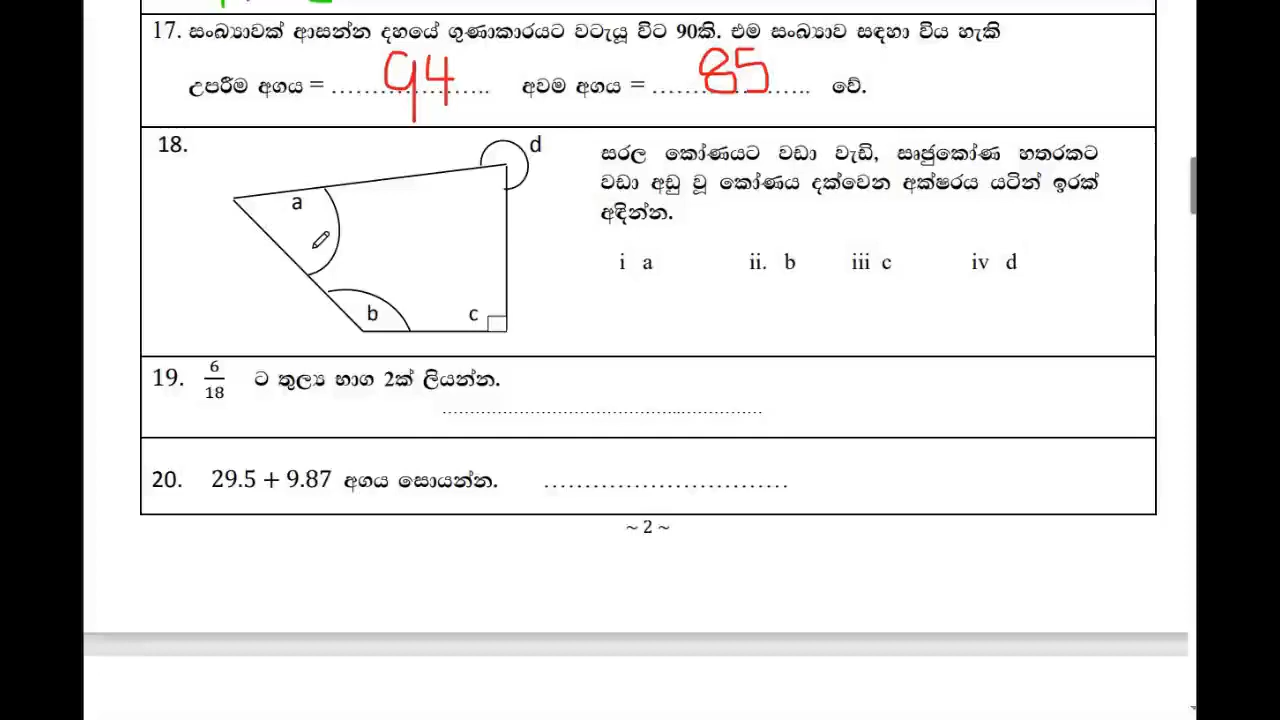 17. සංඛ්‍යාවක් ආසන්න දහයේ ගුණාකාරයට වටැයූ විට 90කි. එම සංඛ්‍යාව සඳහා විය හැකි
උපරිම අගය = ........94........ අවම අගය = ........85........ වේ.
18.
d
a
b
c
සරල කෝණයට වඩා වැඩි, සෘජුකෝණ හතරකට
වඩා අඩු වූ කෝණය දක්වෙන අක්ෂරය යටින් ඉරක්
අඳින්න.
i a ii. b iii c iv d
19. 6/18 ට තුල්‍ය භාග 2ක් ලියන්න.
............................................................
20. 29.5 + 9.87 අගය සොයන්න. ..............................
~ 2 ~